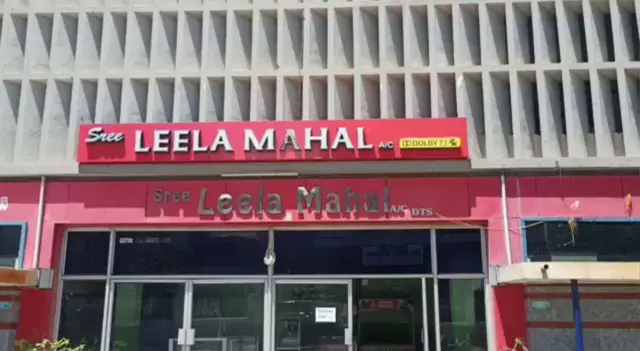 Sree LEELA MAHAL A/C DOLBY 7.1
Sree Leela Mahal A/C DTS